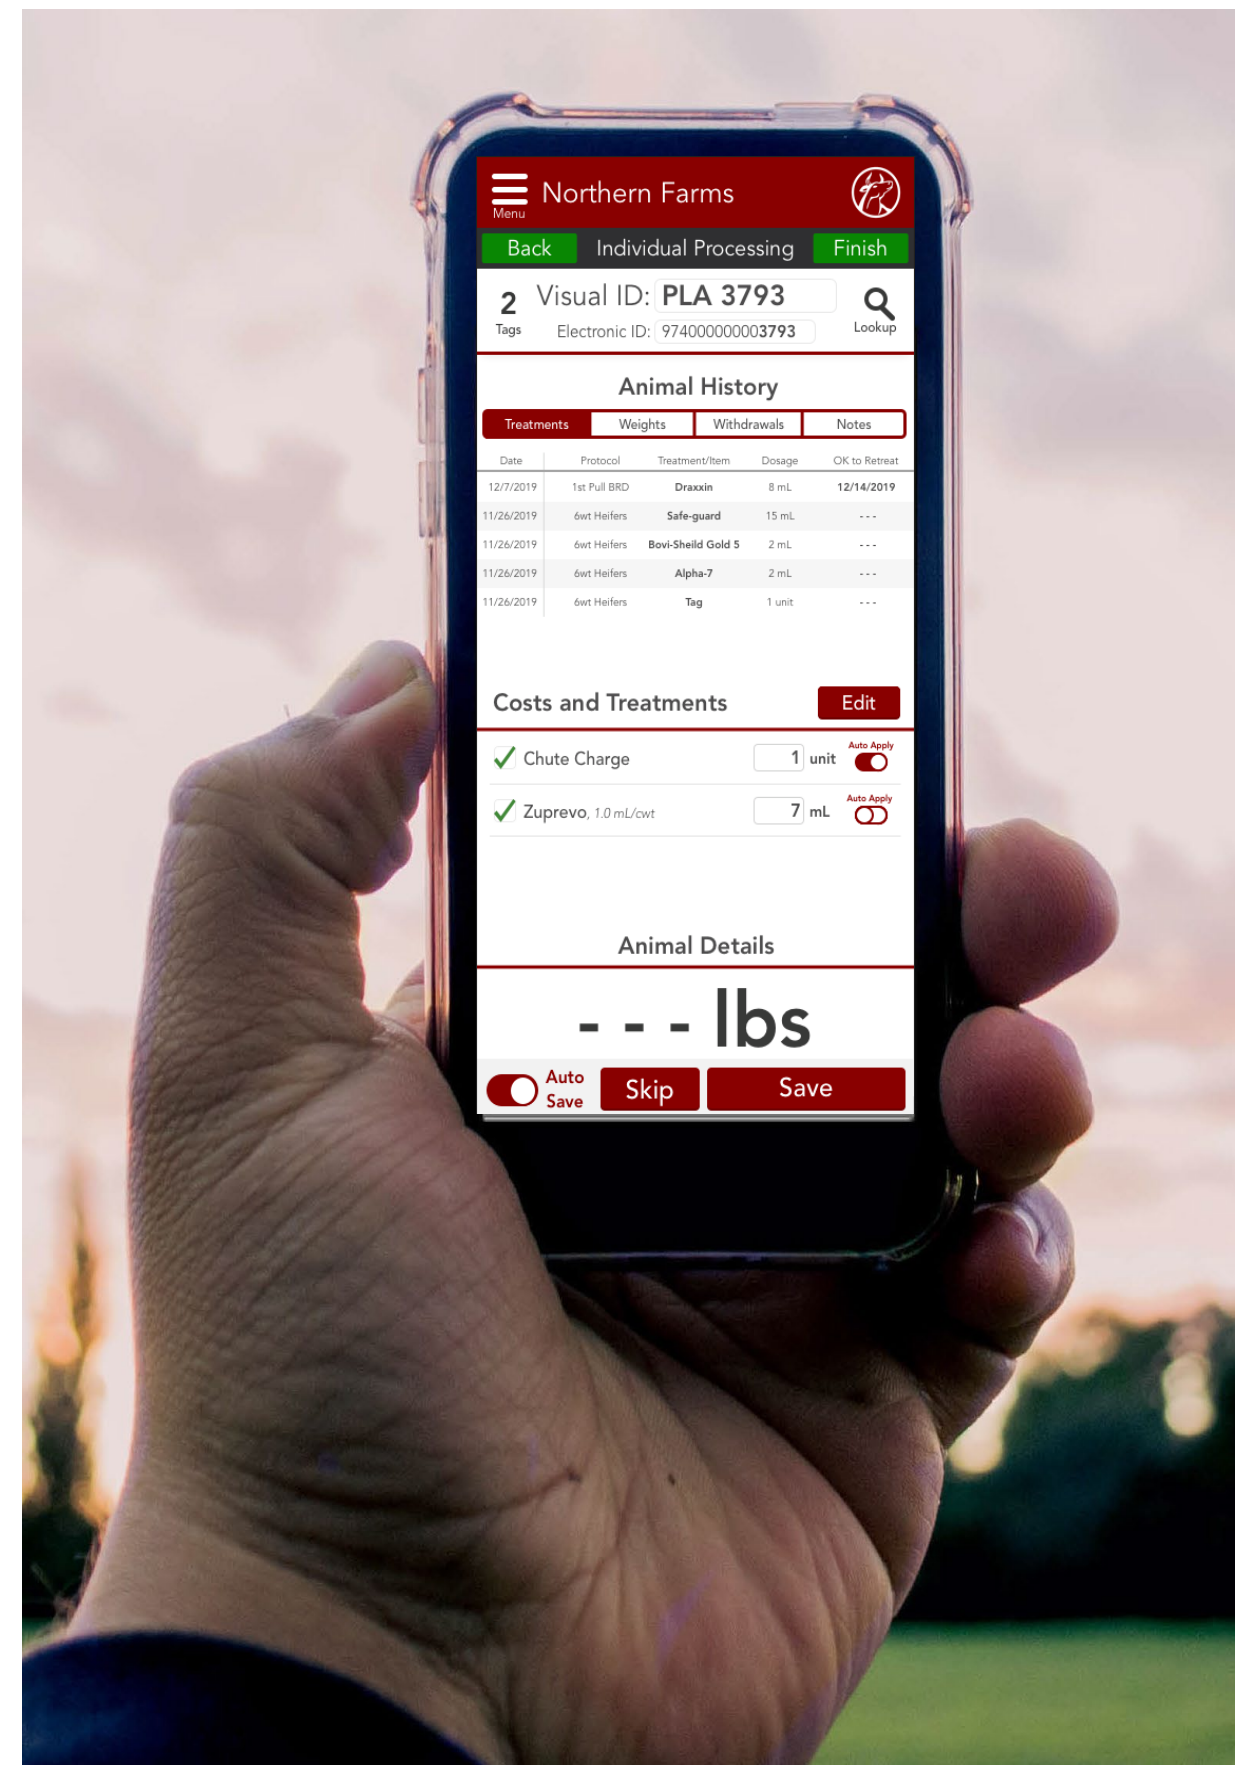 Northern Farms
Menu
Back Individual Processing Finish
2 Visual ID: PLA 3793
Tags Electronic ID: 97400000003793 Lookup
Animal History
Treatments Weights Withdrawals Notes
Date Protocol Treatment/Item Dosage OK to Retreat
12/7/2019 1st Pull BRD Draxxin 8 mL 12/14/2019
11/26/2019 6wt Heifers Safe-guard 15 mL - - -
11/26/2019 6wt Heifers Bovi-Sheild Gold 5 2 mL - - -
11/26/2019 6wt Heifers Alpha-7 2 mL - - -
11/26/2019 6wt Heifers Tag 1 unit - - -
Costs and Treatments Edit
Chute Charge 1 unit Auto Apply
Zuprevo, 1.0 mL/cwt 7 mL Auto Apply
Animal Details
- - - lbs
Auto Save Skip Save